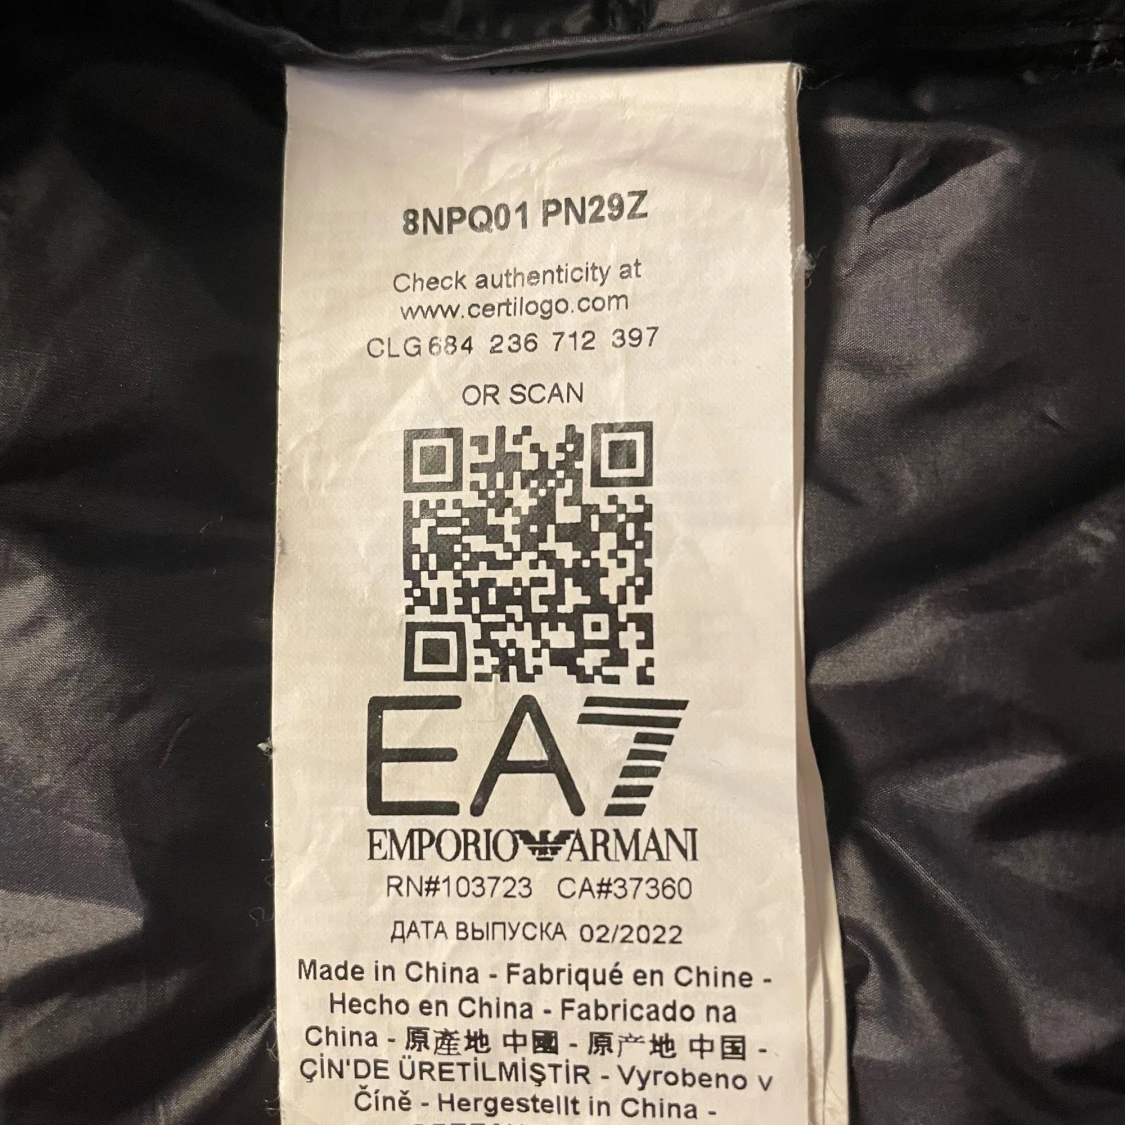 8NPQ01 PN29Z
Check authenticity at
www.certilogo.com
CLG 684 236 712 397
OR SCAN
EA7
EMPORIO ARMANI
RN#103723 CA#37360
ДАТА ВЫПУСКА 02/2022
Made in China - Fabriqué en Chine -
Hecho en China - Fabricado na
China - 原產地 中國 - 原产地 中国 -
ÇİN'DE ÜRETİLMİŞTİR - Vyrobeno v
Číně - Hergestellt in China -